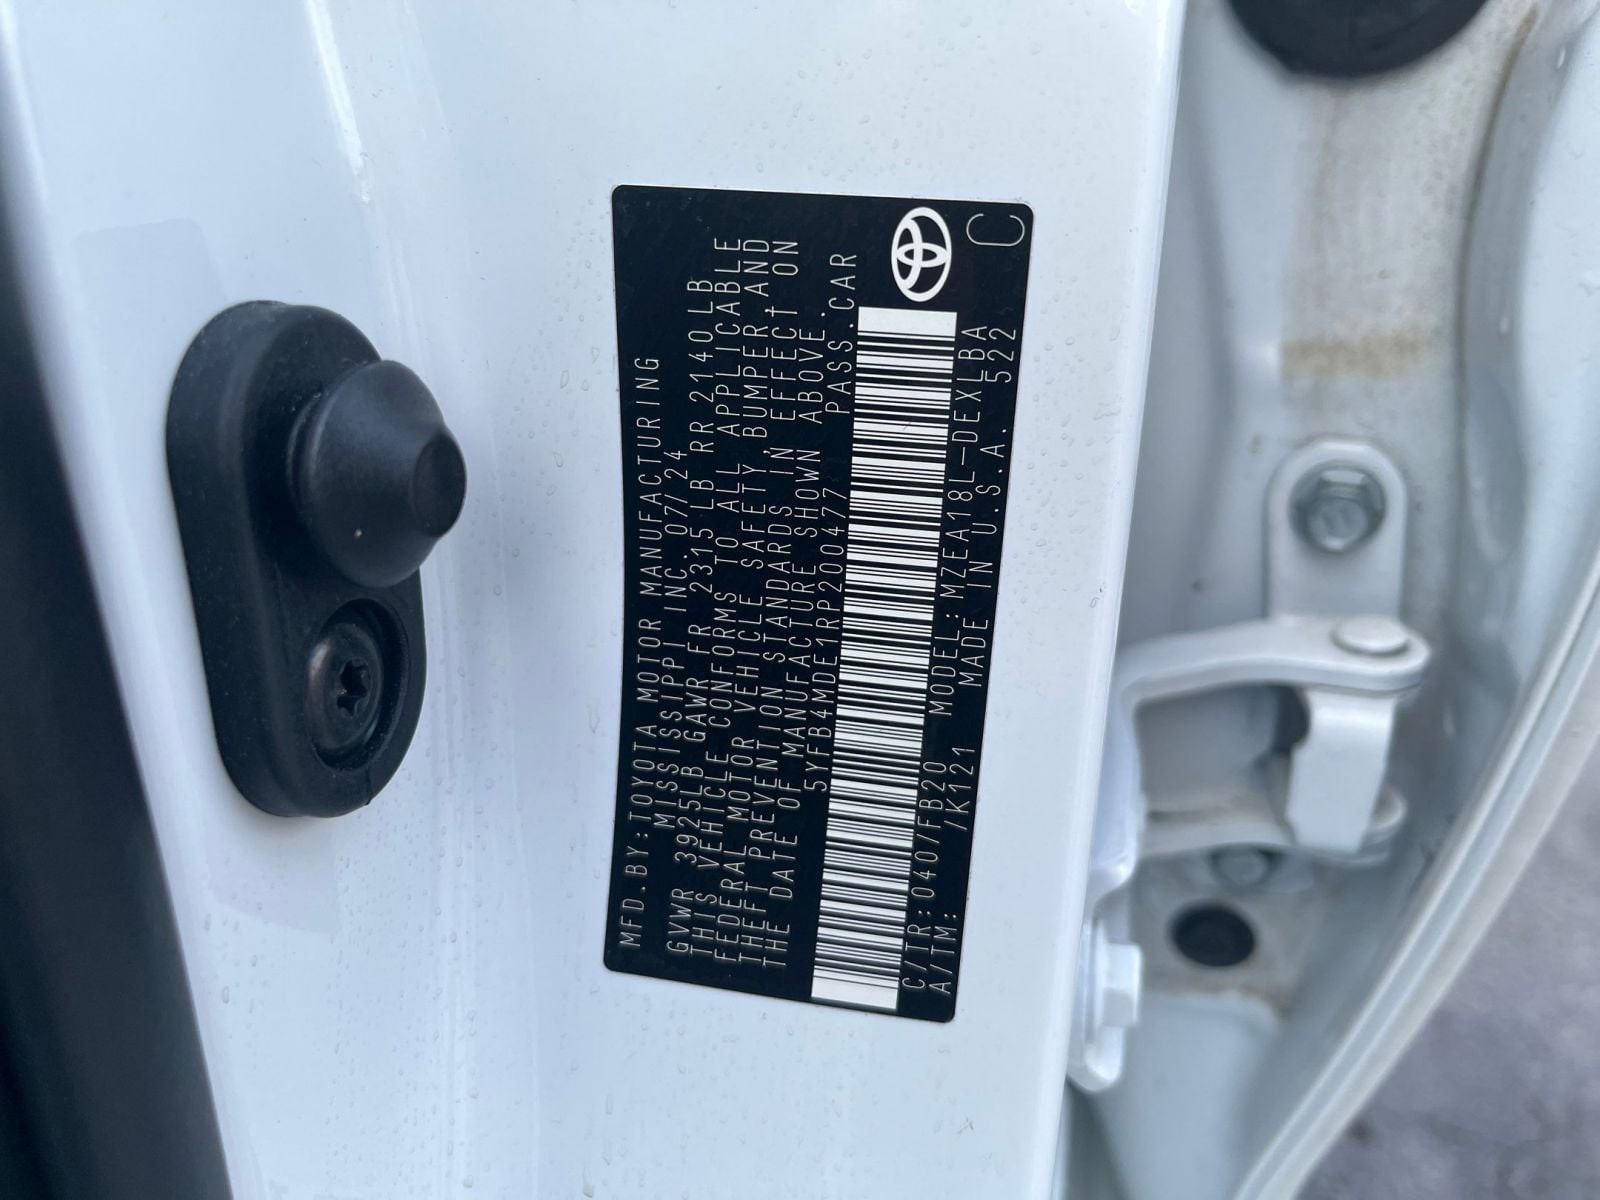 MFD.BY:TOYOTA MOTOR MANUFACTURING
MISSISSIPPI INC. 07/24
GVWR 3925LB GAWR FR 2315 LB RR 2140LB
THIS VEHICLE CONFORMS TO ALL APPLICABLE
FEDERAL MOTOR VEHICLE SAFETY, BUMPER, AND
THEFT PREVENTION STANDARDS IN EFFECT ON
THE DATE OF MANUFACTURE SHOWN ABOVE.
5YFB4MDE1RP200477 PASS.CAR
C/TR:040/FB20 MODEL:MZEA18L-DEXLBA
A/TM: /K121 MADE IN U.S.A. 522
C